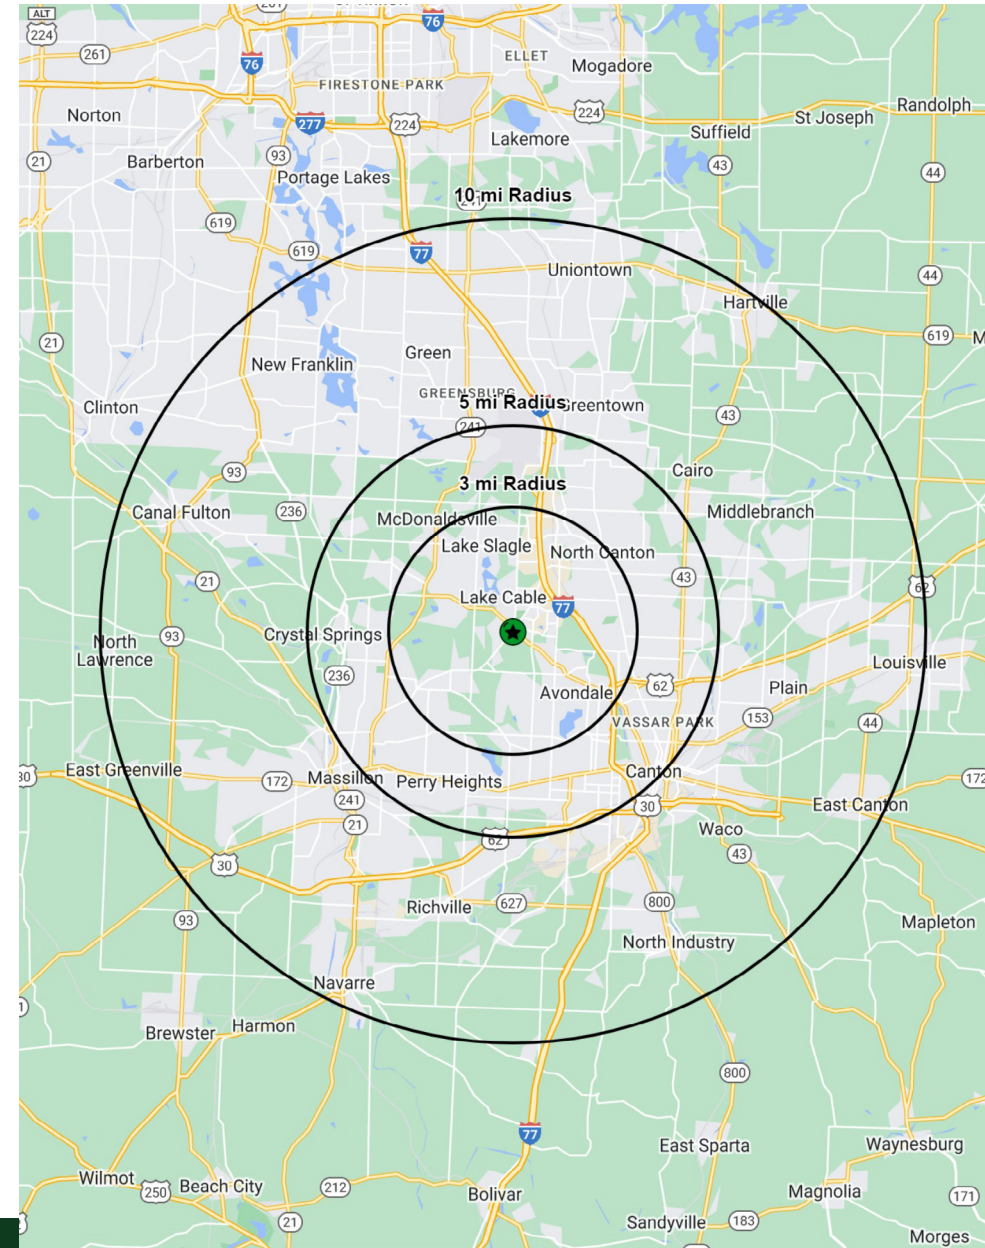 ALT
224
261
76
76
ELLET
Mogadore
FIRESTONE PARK
Norton
277
224
224
Randolph
St Joseph
Suffield
Lakemore
21
Barberton
93
43
44
Portage Lakes
10 mi Radius
619
619
77
Uniontown
44
Hartville
21
619
M
New Franklin
Green
GREENSBURG
5 mi Radius
Greentown
Clinton
241
43
93
Cairo
3 mi Radius
Canal Fulton
236
McDonaldsville
Middlebranch
Lake Slagle
North Canton
21
43
62
Lake Cable
77
93
North
Lawrence
Crystal Springs
Louisville
236
Avondale
62
Plain
VASSAR PARK
153
44
30
East Greenville
172
Massillon
Perry Heights
Canton
172
241
30
East Canton
21
Waco
62
43
30
93
Richville
627
800
Mapleton
North Industry
Navarre
Brewster
Harmon
800
77
East Sparta
Waynesburg
Wilmot
250
Beach City
212
Bolivar
Magnolia
171
21
Sandyville
183
Morges